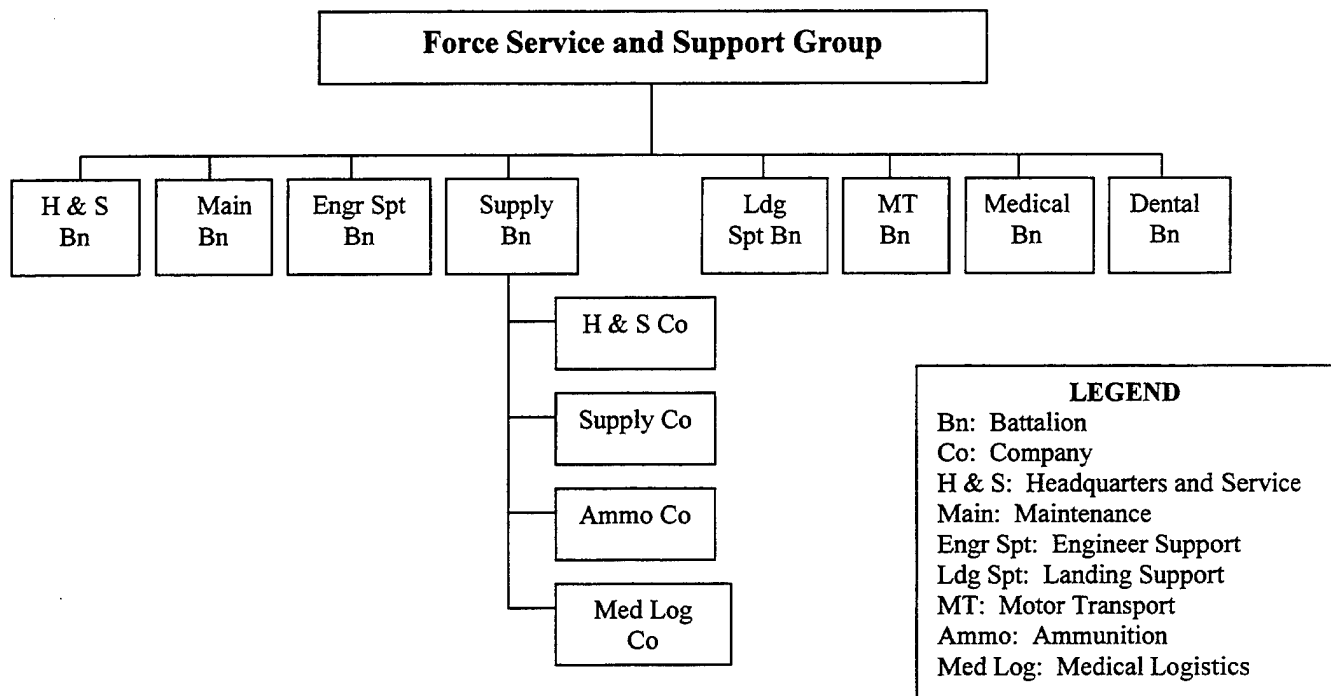 Force Service and Support Group
H & S
Bn
Main
Bn
Engr Spt
Bn
Supply
Bn
Ldg
Spt Bn
MT
Bn
Medical
Bn
Dental
Bn
H & S Co
Supply Co
Ammo Co
Med Log
Co
LEGEND
Bn: Battalion
Co: Company
H & S: Headquarters and Service
Main: Maintenance
Engr Spt: Engineer Support
Ldg Spt: Landing Support
MT: Motor Transport
Ammo: Ammunition
Med Log: Medical Logistics